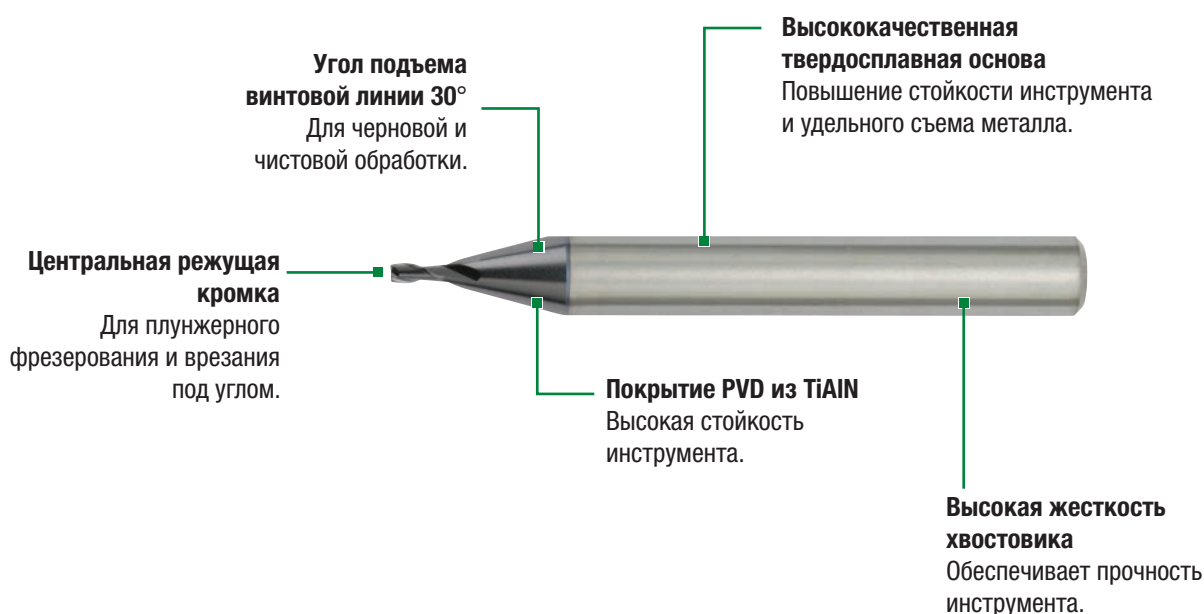 Высококачественная
твердосплавная основа
Повышение стойкости инструмента
и удельного съема металла.
Угол подъема
винтовой линии 30°
Для черновой и
чистовой обработки.
Центральная режущая
кромка
Для плунжерного
фрезерования и врезания
под углом.
Покрытие PVD из TiAlN
Высокая стойкость
инструмента.
Высокая жесткость
хвостовика
Обеспечивает прочность
инструмента.